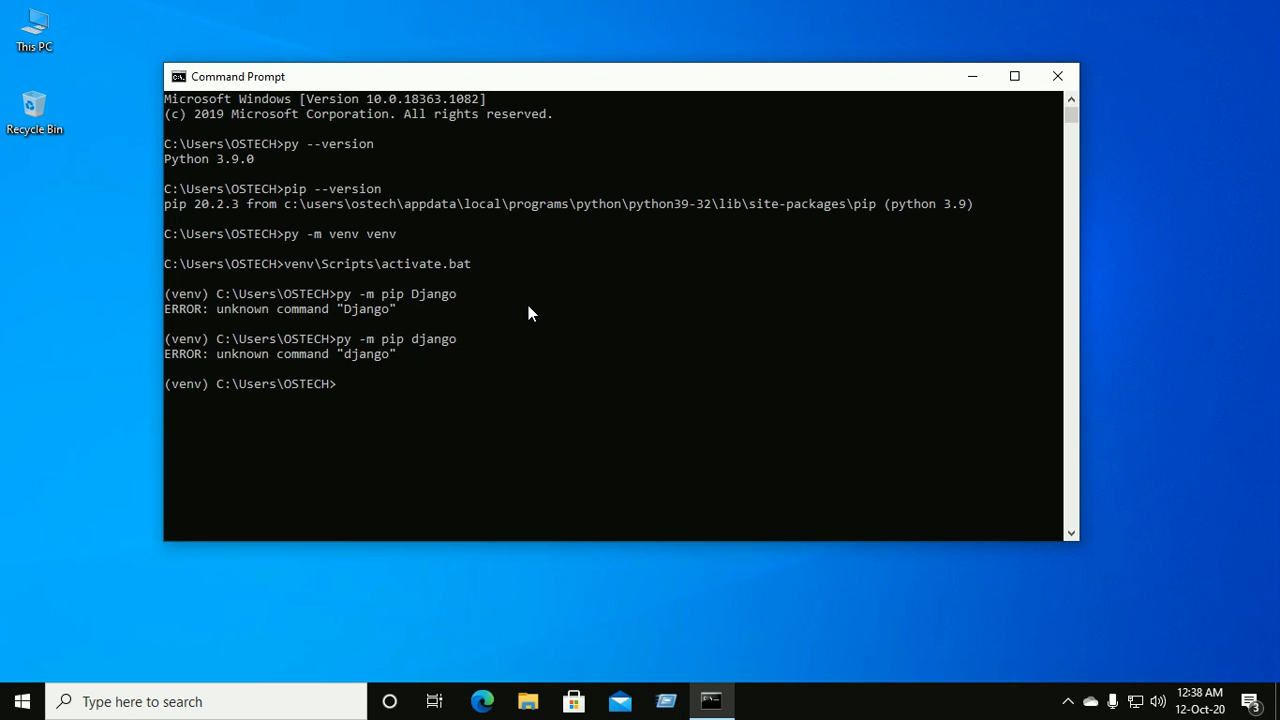 This PC
Recycle Bin
Command Prompt
Microsoft Windows [Version 10.0.18363.1082]
(c) 2019 Microsoft Corporation. All rights reserved.
C:\Users\OSTECH>py --version
Python 3.9.0
C:\Users\OSTECH>pip --version
pip 20.2.3 from c:\users\ostech\appdata\local\programs\python\python39-32\lib\site-packages\pip (python 3.9)
C:\Users\OSTECH>py -m venv venv
C:\Users\OSTECH>venv\Scripts\activate.bat
(venv) C:\Users\OSTECH>py -m pip Django
ERROR: unknown command "Django"
(venv) C:\Users\OSTECH>py -m pip django
ERROR: unknown command "django"
(venv) C:\Users\OSTECH>
Type here to search
12:38 AM
12-Oct-20
3